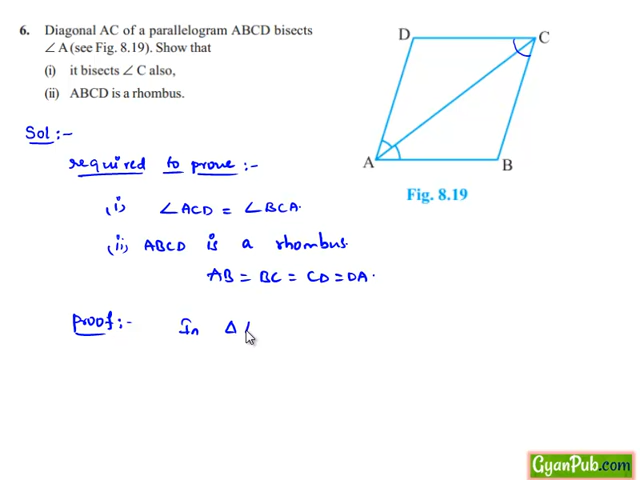 6. Diagonal AC of a parallelogram ABCD bisects
∠ A (see Fig. 8.19). Show that
(i) it bisects ∠ C also,
(ii) ABCD is a rhombus.
D
C
A
B
Fig. 8.19
Sol:-
required to prove:-
(i) ∠ACD = ∠BCA.
(ii) ABCD is a rhombus.
AB = BC = CD = DA.
Proof:- In Δ
GyanPub.com